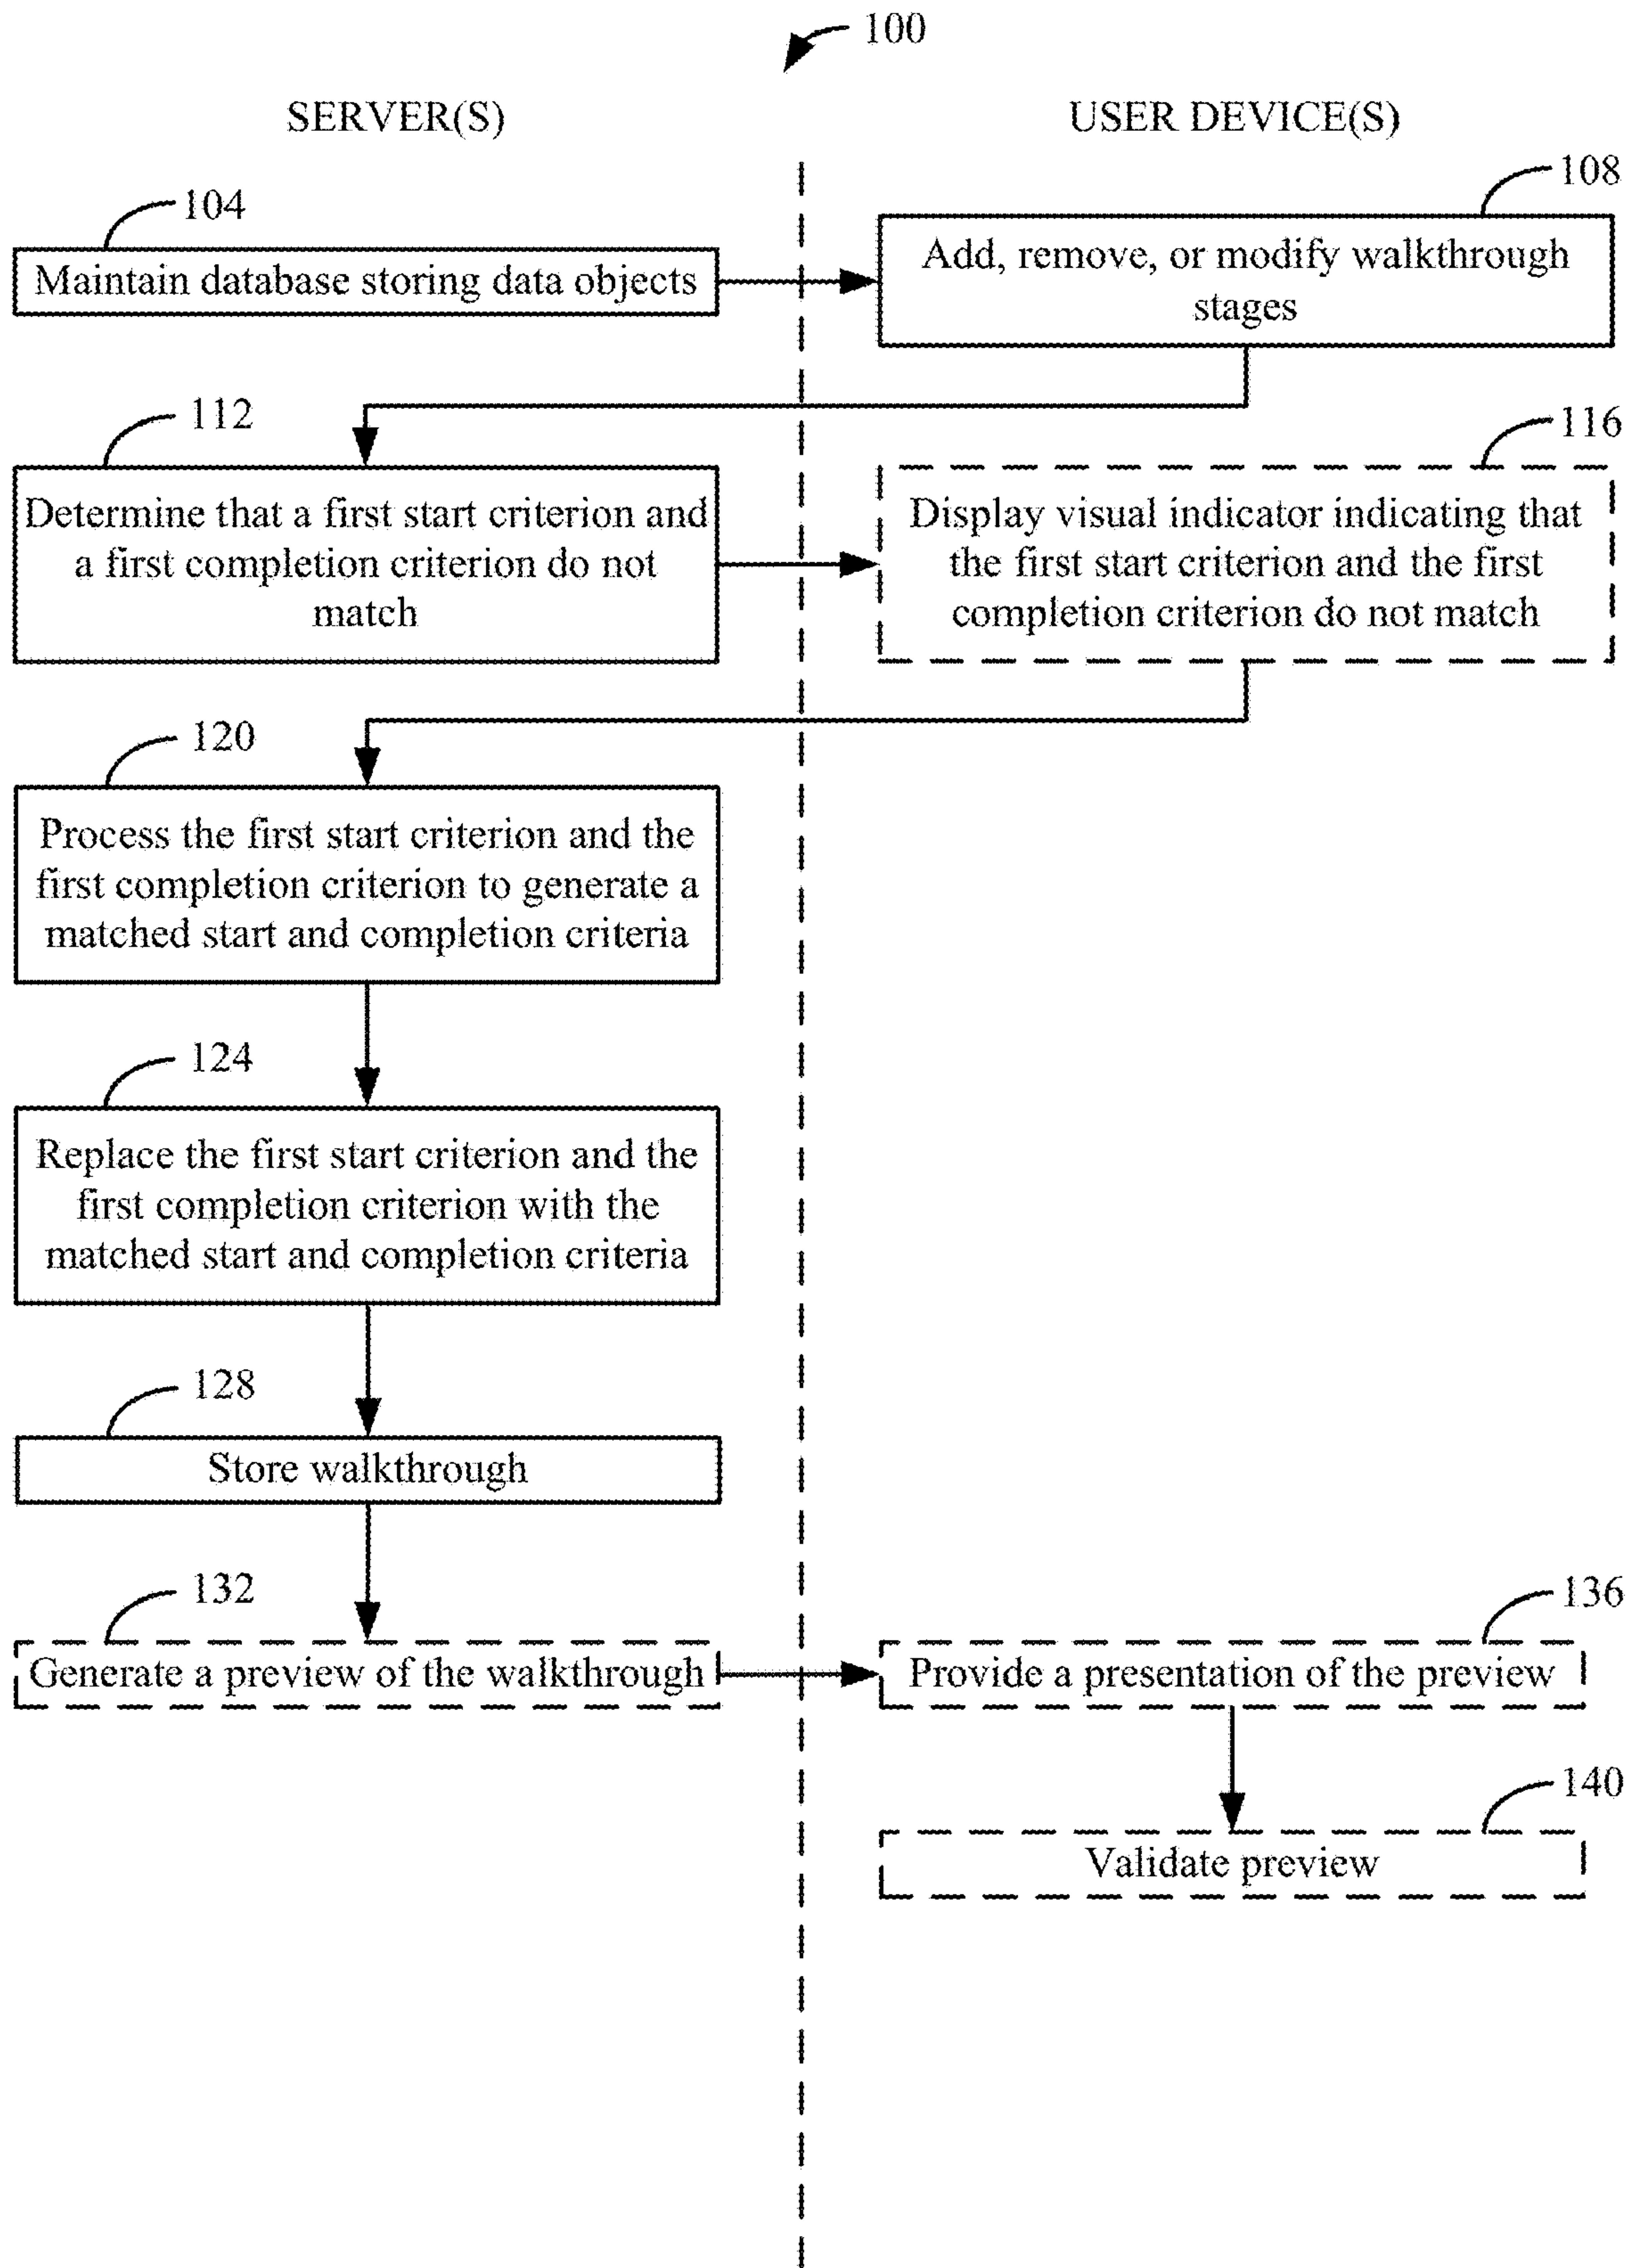 100
SERVER(S)
USER DEVICE(S)
104
Maintain database storing data objects
108
Add, remove, or modify walkthrough
stages
112
Determine that a first start criterion and
a first completion criterion do not
match
116
Display visual indicator indicating that
the first start criterion and the first
completion criterion do not match
120
Process the first start criterion and the
first completion criterion to generate a
matched start and completion criteria
124
Replace the first start criterion and the
first completion criterion with the
matched start and completion criteria
128
Store walkthrough
132
Generate a preview of the walkthrough
136
Provide a presentation of the preview
140
Validate preview